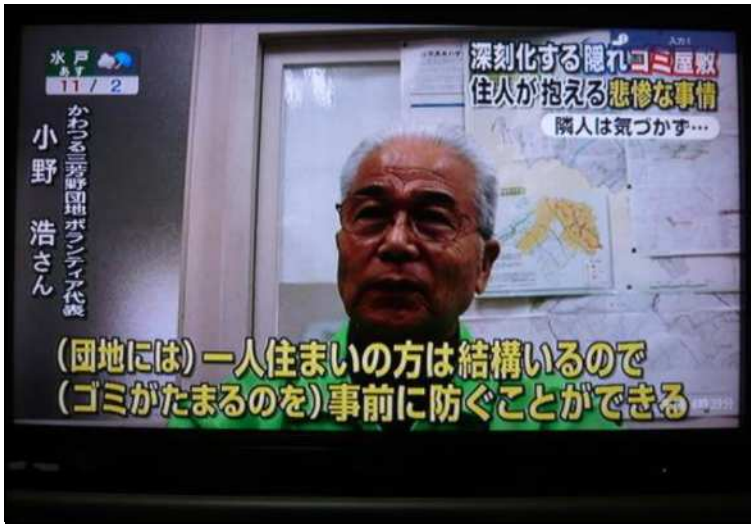 水戸
あす
11/2
深刻化する隠れゴミ屋敷
住人が抱える悲惨な事情
隣人は気づかず…
入力1
かわつる三芳野団地 ボランティア代表
小野 浩さん
(団地には)一人住まいの方は結構いるので
(ゴミがたまるのを)事前に防ぐことができる